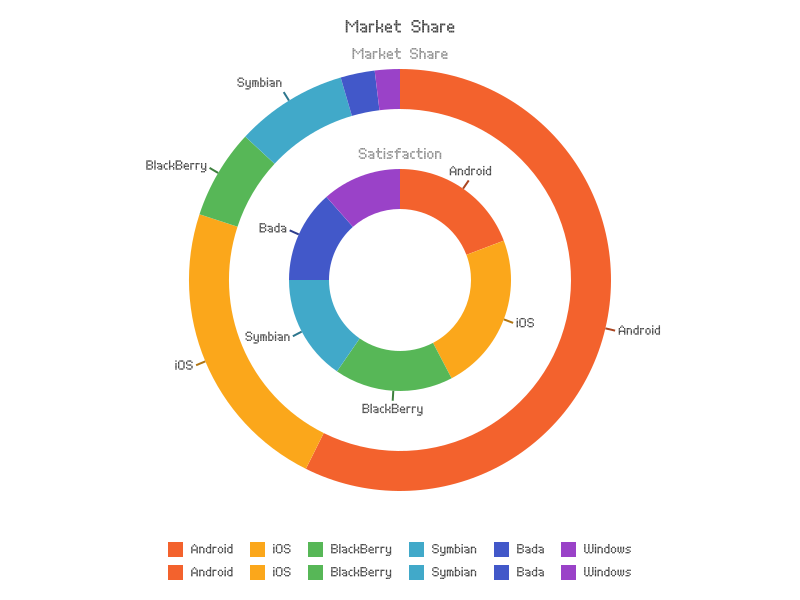 Market Share
Market Share
Symbian
BlackBerry
Satisfaction
Android
Bada
iOS
Android
Symbian
iOS
BlackBerry
Android iOS BlackBerry Symbian Bada Windows
Android iOS BlackBerry Symbian Bada Windows